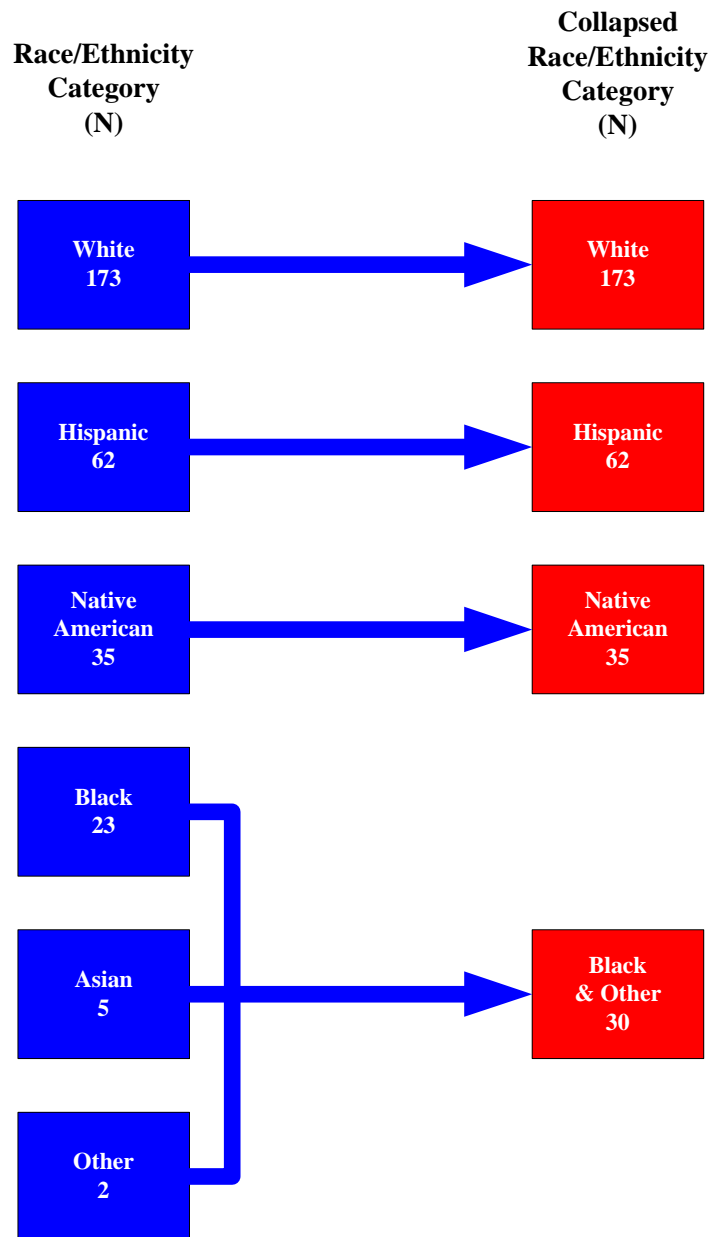 Race/Ethnicity
Category
(N)
Collapsed
Race/Ethnicity
Category
(N)
White
173
White
173
Hispanic
62
Hispanic
62
Native
American
35
Native
American
35
Black
23
Asian
5
Black
& Other
30
Other
2